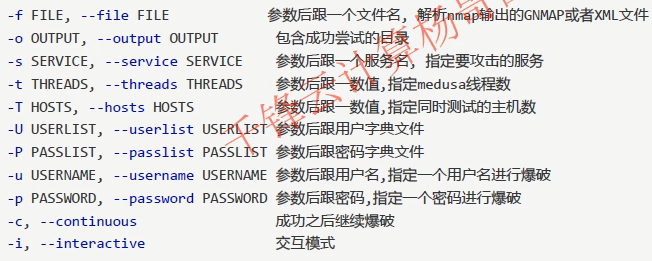 -f FILE, --file FILE 参数后跟一个文件名, 解析nmap输出的GNMAP或者XML文件
-o OUTPUT, --output OUTPUT 包含成功尝试的目录
-s SERVICE, --service SERVICE 参数后跟一个服务名, 指定要攻击的服务
-t THREADS, --threads THREADS 参数后跟一数值,指定medusa线程数
-T HOSTS, --hosts HOSTS 参数后跟一数值,指定同时测试的主机数
-U USERLIST, --userlist USERLIST 参数后跟用户字典文件
-P PASSLIST, --passlist PASSLIST 参数后跟密码字典文件
-u USERNAME, --username USERNAME 参数后跟用户名,指定一个用户名进行爆破
-p PASSWORD, --password PASSWORD 参数后跟密码,指定一个密码进行爆破
-c, --continuous 成功之后继续爆破
-i, --interactive 交互模式
千锋云计算杨哥